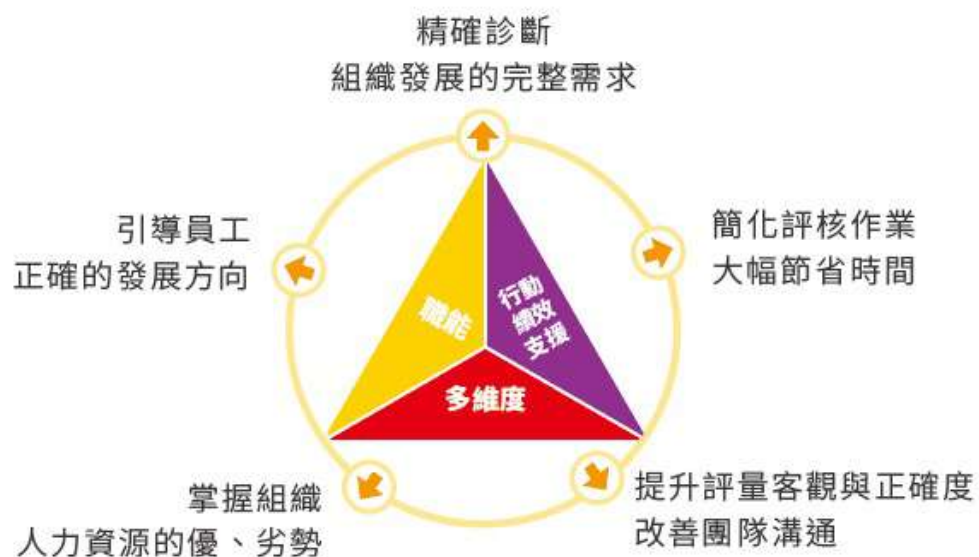 精確診斷
組織發展的完整需求
引導員工
正確的發展方向
簡化評核作業
大幅節省時間
職能
行動
績效
支援
多維度
掌握組織
人力資源的優、劣勢
提升評量客觀與正確度
改善團隊溝通